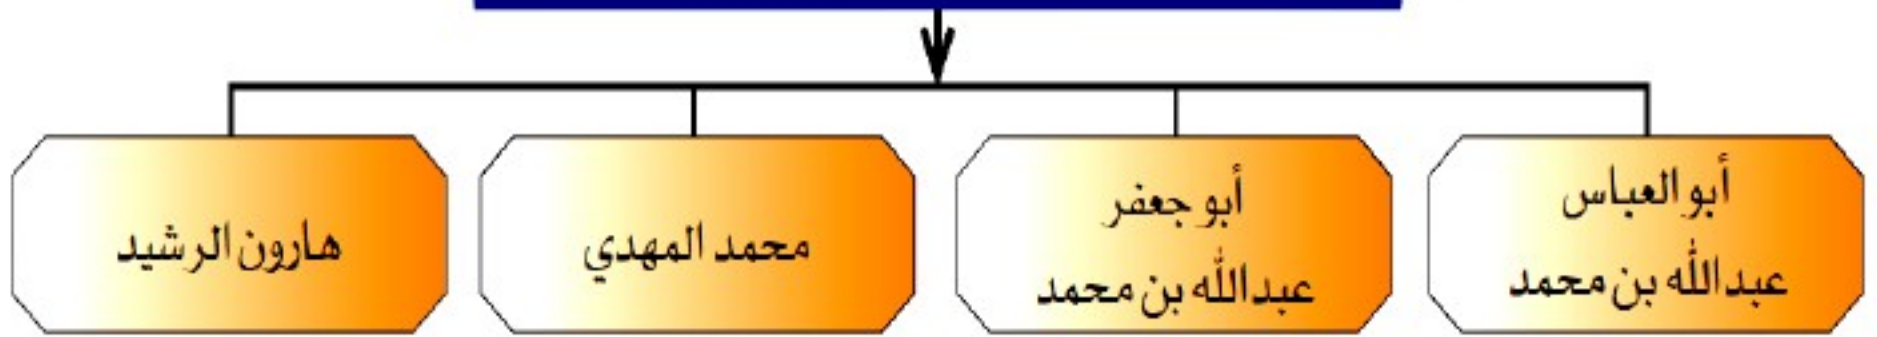 أبو العباس
عبدالله بن محمد
أبو جعفر
عبدالله بن محمد
محمد المهدي
هارون الرشيد